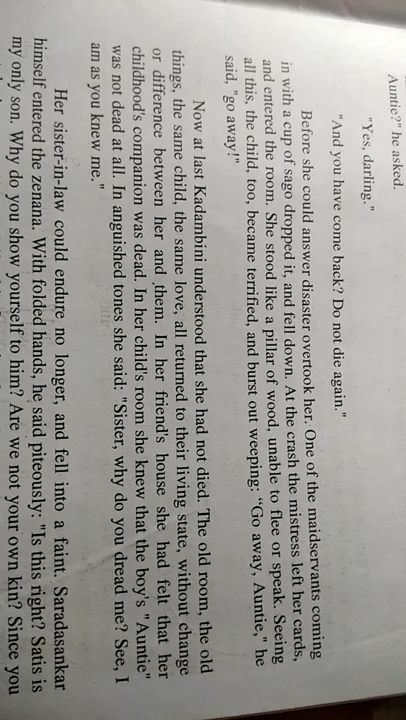 Auntie?" he asked.
"Yes, darling."
"And you have come back? Do not die again."
Before she could answer disaster overtook her. One of the maidservants coming
in with a cup of sago dropped it, and fell down. At the crash the mistress left her cards,
and entered the room. She stood like a pillar of wood, unable to flee or speak. Seeing
all this, the child, too, became terrified, and burst out weeping: "Go away, Auntie," he
said, "go away!"
Now at last Kadambini understood that she had not died. The old room, the old
things, the same child, the same love, all returned to their living state, without change
or difference between her and them. In her friend's house she had felt that her
childhood's companion was dead. In her child's room she knew that the boy's "Auntie"
was not dead at all. In anguished tones she said: "Sister, why do you dread me? See, I
am as you knew me."
Her sister-in-law could endure no longer, and fell into a faint. Saradasankar
himself entered the zenana. With folded hands, he said piteously: "Is this right? Satis is
my only son. Why do you show yourself to him? Are we not your own kin? Since you